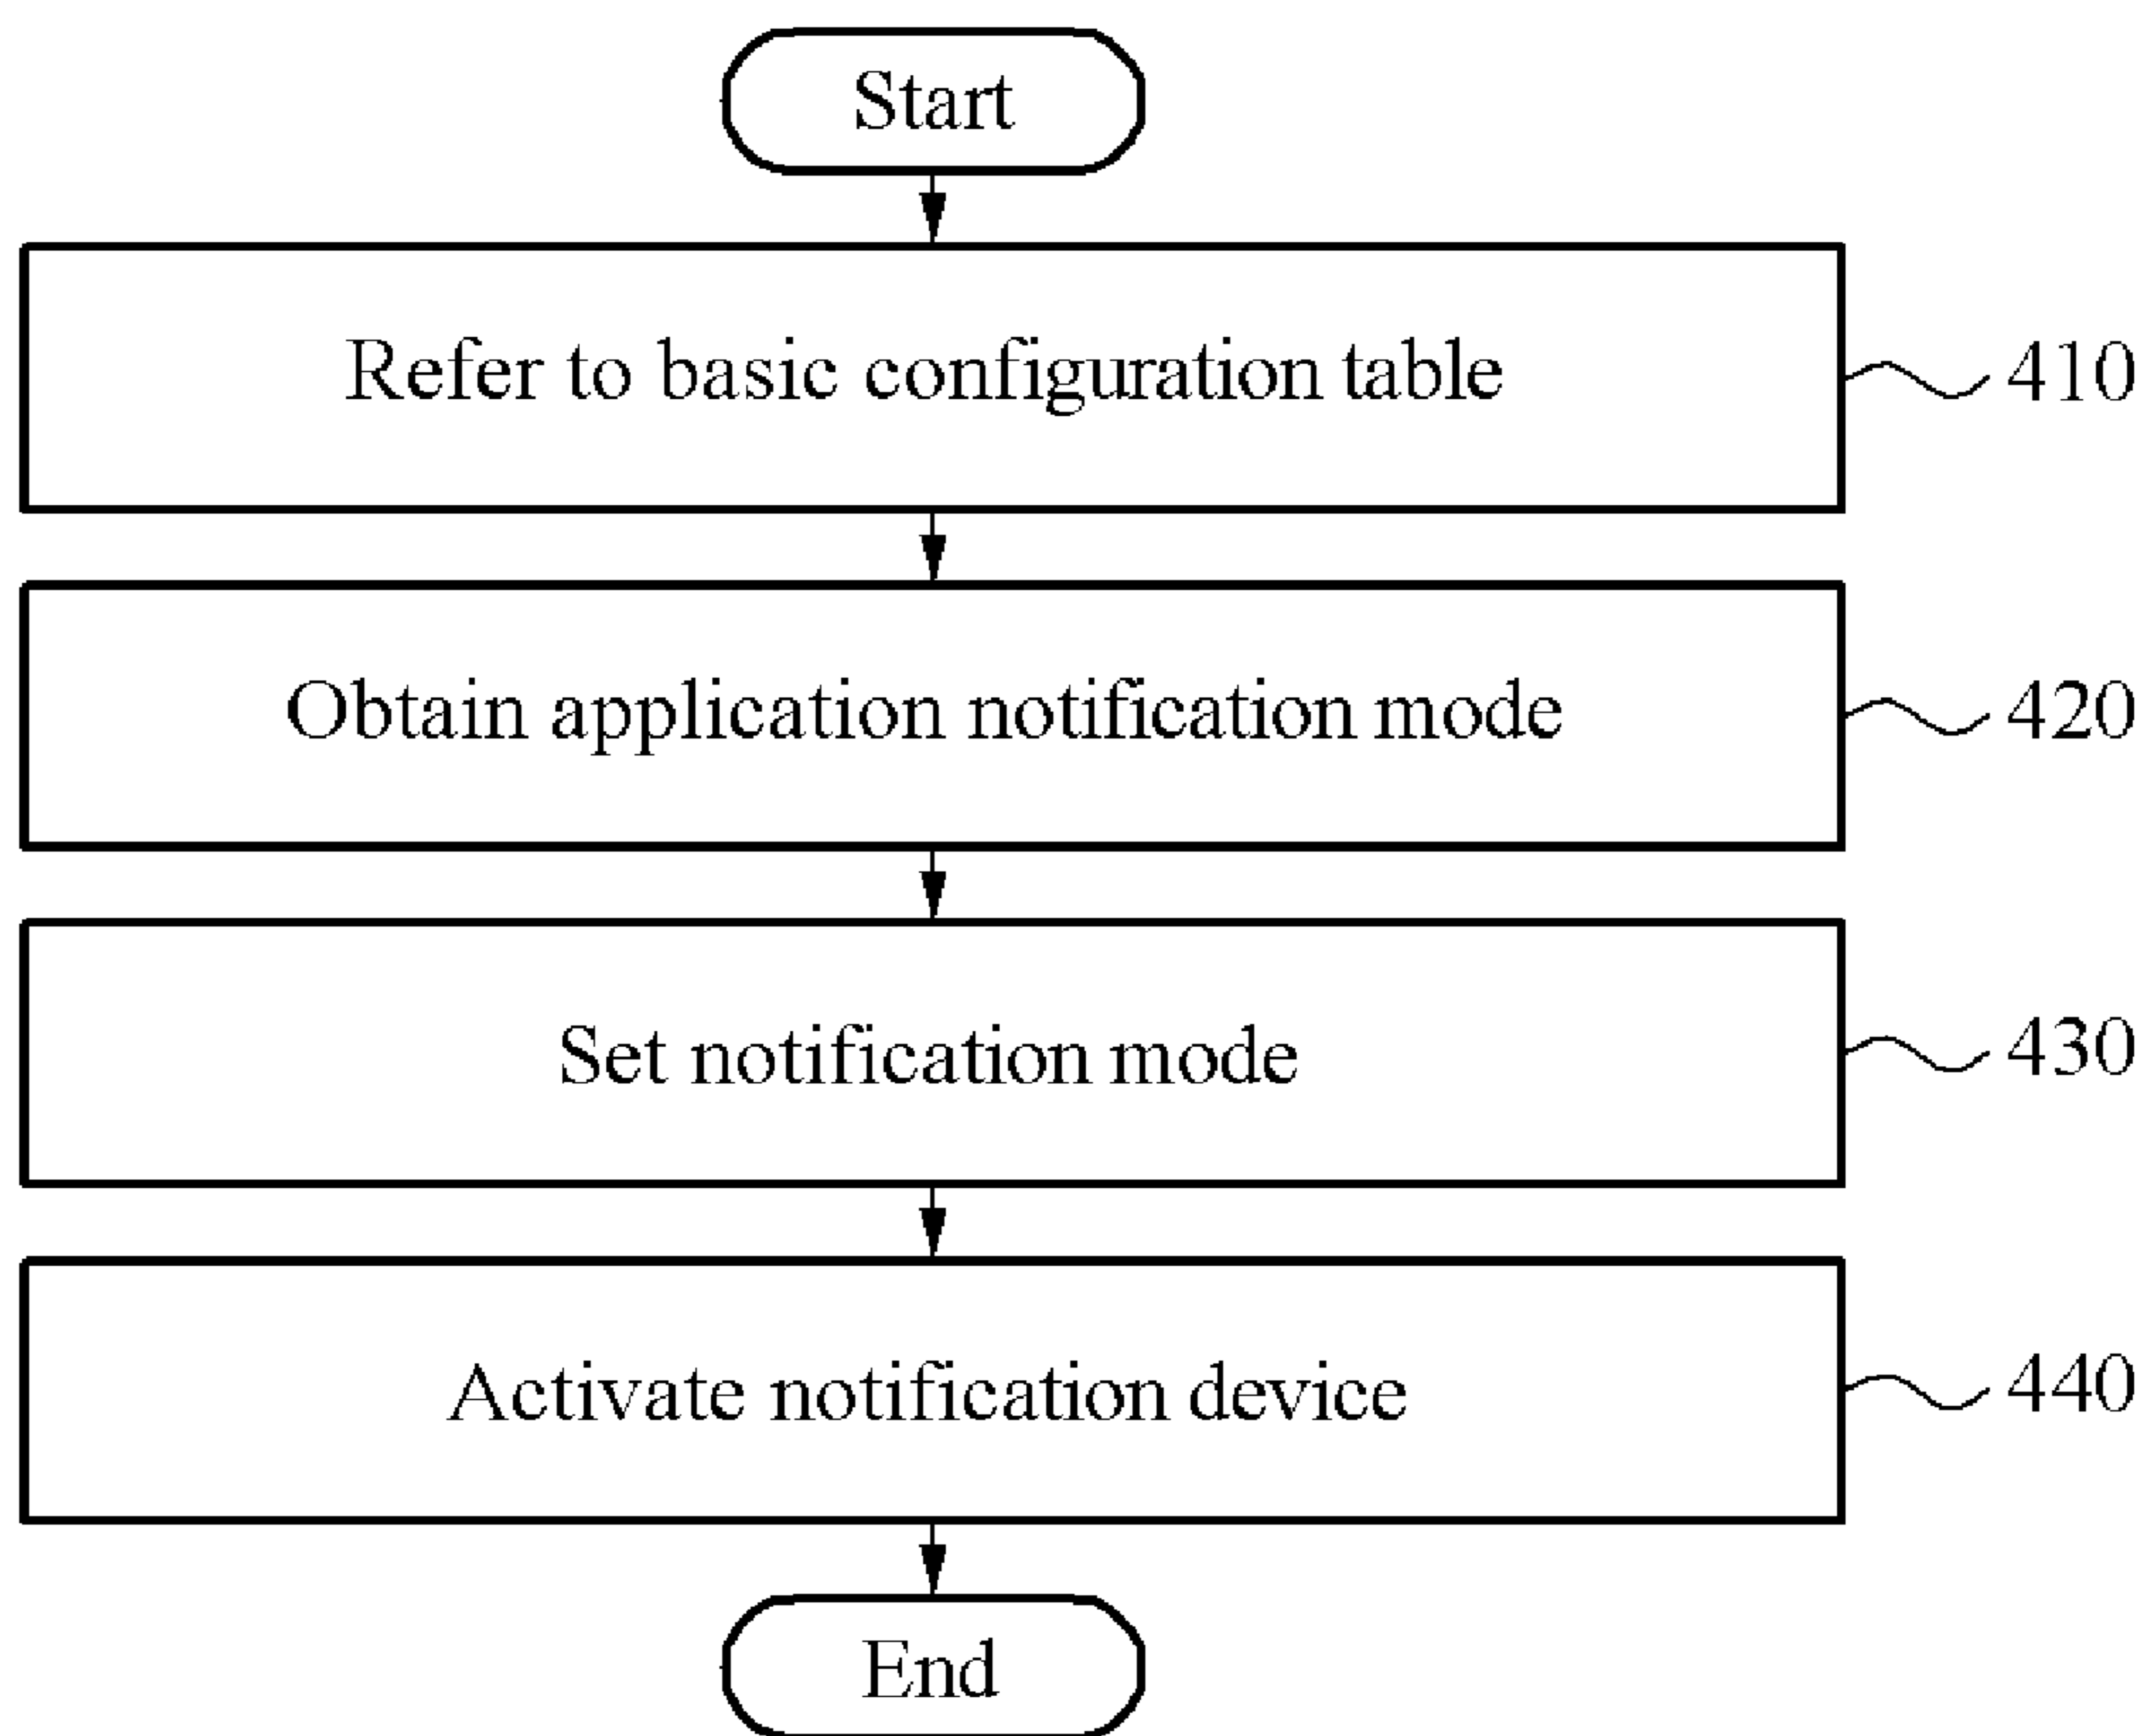 Start
Refer to basic configuration table 410
Obtain application notification mode 420
Set notification mode 430
Activate notification device 440
End